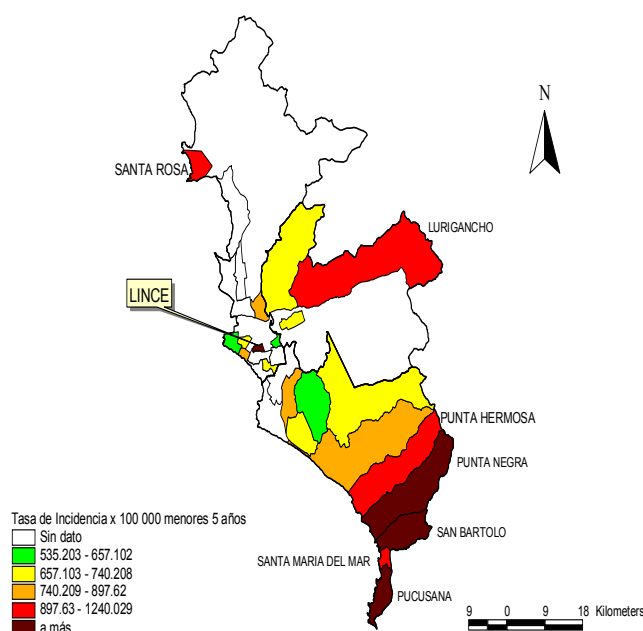 N
SANTA ROSA
LURIGANCHO
LINCE
PUNTA HERMOSA
PUNTA NEGRA
SAN BARTOLO
SANTA MARIA DEL MAR
PUCUSANA
Tasa de Incidencia x 100 000 menores 5 años
Sin dato
535.203 - 657.102
657.103 - 740.208
740.209 - 897.62
897.63 - 1240.029
a más
9 0 9 18 Kilometers